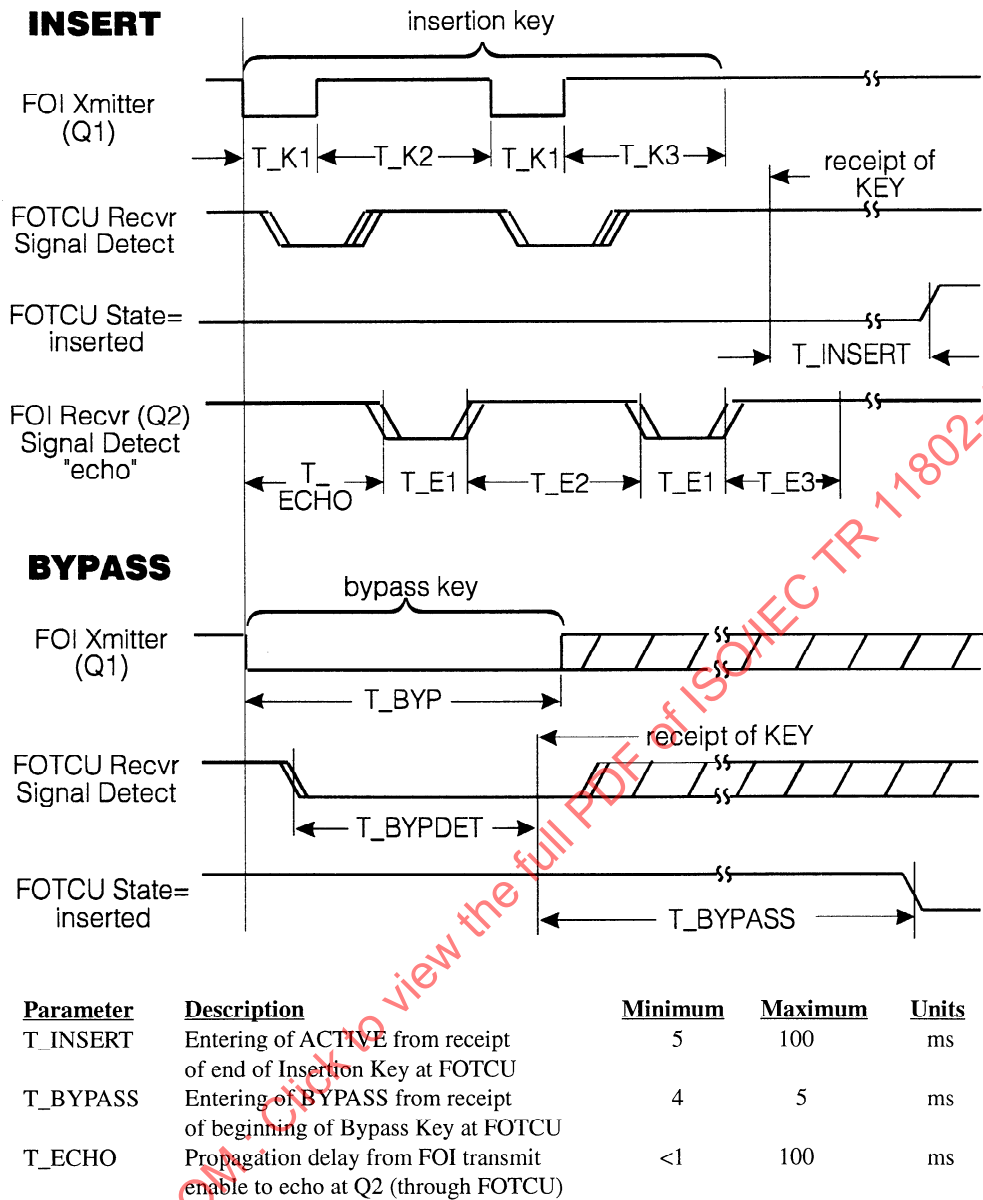 INSERT
insertion key
FOI Xmitter
(Q1)
T_K1
T_K2
T_K1
T_K3
receipt of
KEY
FOTCU Recvr
Signal Detect
FOTCU State=
inserted
T_INSERT
FOI Recvr (Q2)
Signal Detect
"echo"
T_
ECHO
T_E1
T_E2
T_E1
T_E3
BYPASS
bypass key
FOI Xmitter
(Q1)
T_BYP
receipt of KEY
FOTCU Recvr
Signal Detect
T_BYPDET
FOTCU State=
inserted
T_BYPASS
Parameter Description Minimum Maximum Units
T_INSERT Entering of ACTIVE from receipt 5 100 ms
of end of Insertion Key at FOTCU
T_BYPASS Entering of BYPASS from receipt 4 5 ms
of beginning of Bypass Key at FOTCU
T_ECHO Propagation delay from FOI transmit <1 100 ms
enable to echo at Q2 (through FOTCU)
OM : Click to view the full PDF of ISO/IEC TR 11802-